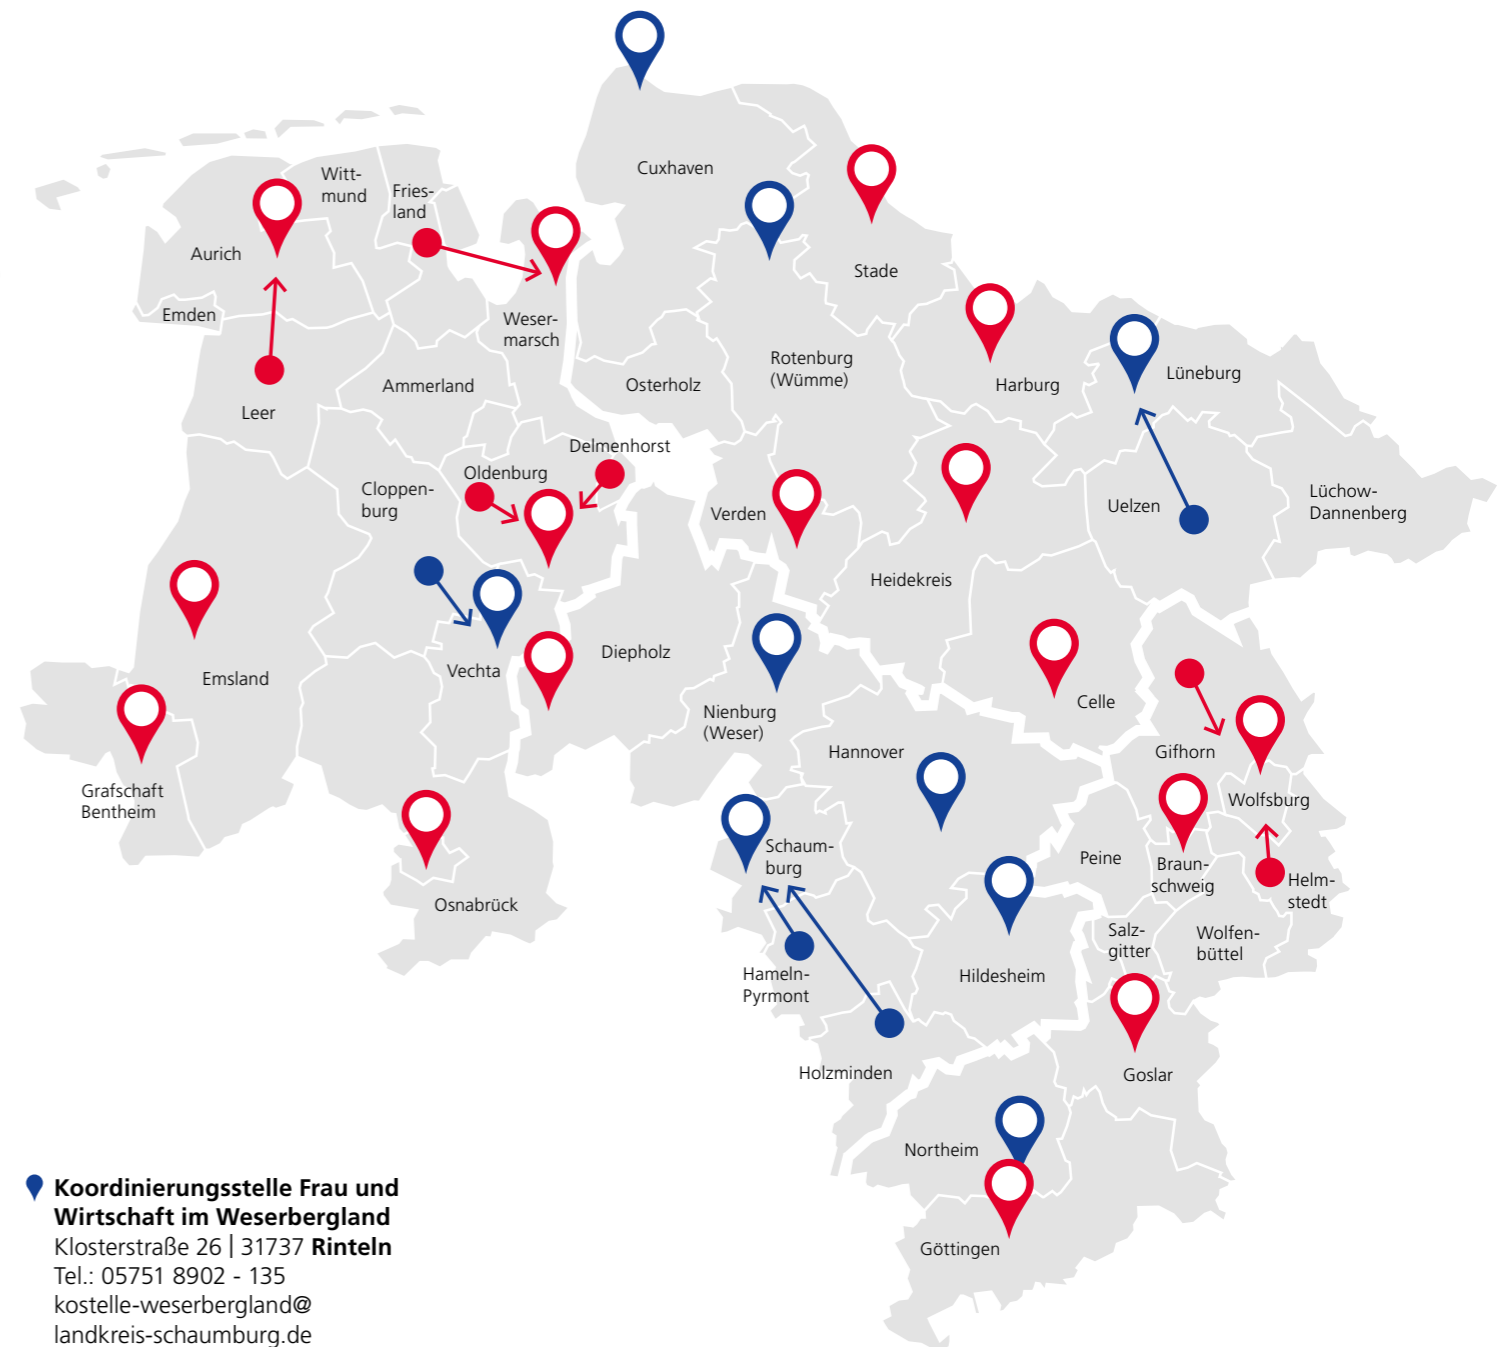 Cuxhaven
Witt-
mund
Fries-
land
Aurich
Stade
Emden
Weser-
marsch
Rotenburg
(Wümme)
Lüneburg
Ammerland
Osterholz
Harburg
Leer
Delmenhorst
Oldenburg
Cloppen-
burg
Verden
Uelzen
Lüchow-
Dannenberg
Heidekreis
Diepholz
Vechta
Emsland
Celle
Nienburg
(Weser)
Hannover
Gifhorn
Grafschaft
Bentheim
Wolfsburg
Schaum-
burg
Peine
Braun-
schweig
Helm-
stedt
Osnabrück
Salz-
gitter
Wolfen-
büttel
Hameln-
Pyrmont
Hildesheim
Holzminden
Goslar
Northeim
Göttingen
Koordinierungsstelle Frau und
Wirtschaft im Weserbergland
Klosterstraße 26 | 31737 Rinteln
Tel.: 05751 8902 - 135
kostelle-weserbergland@
landkreis-schaumburg.de